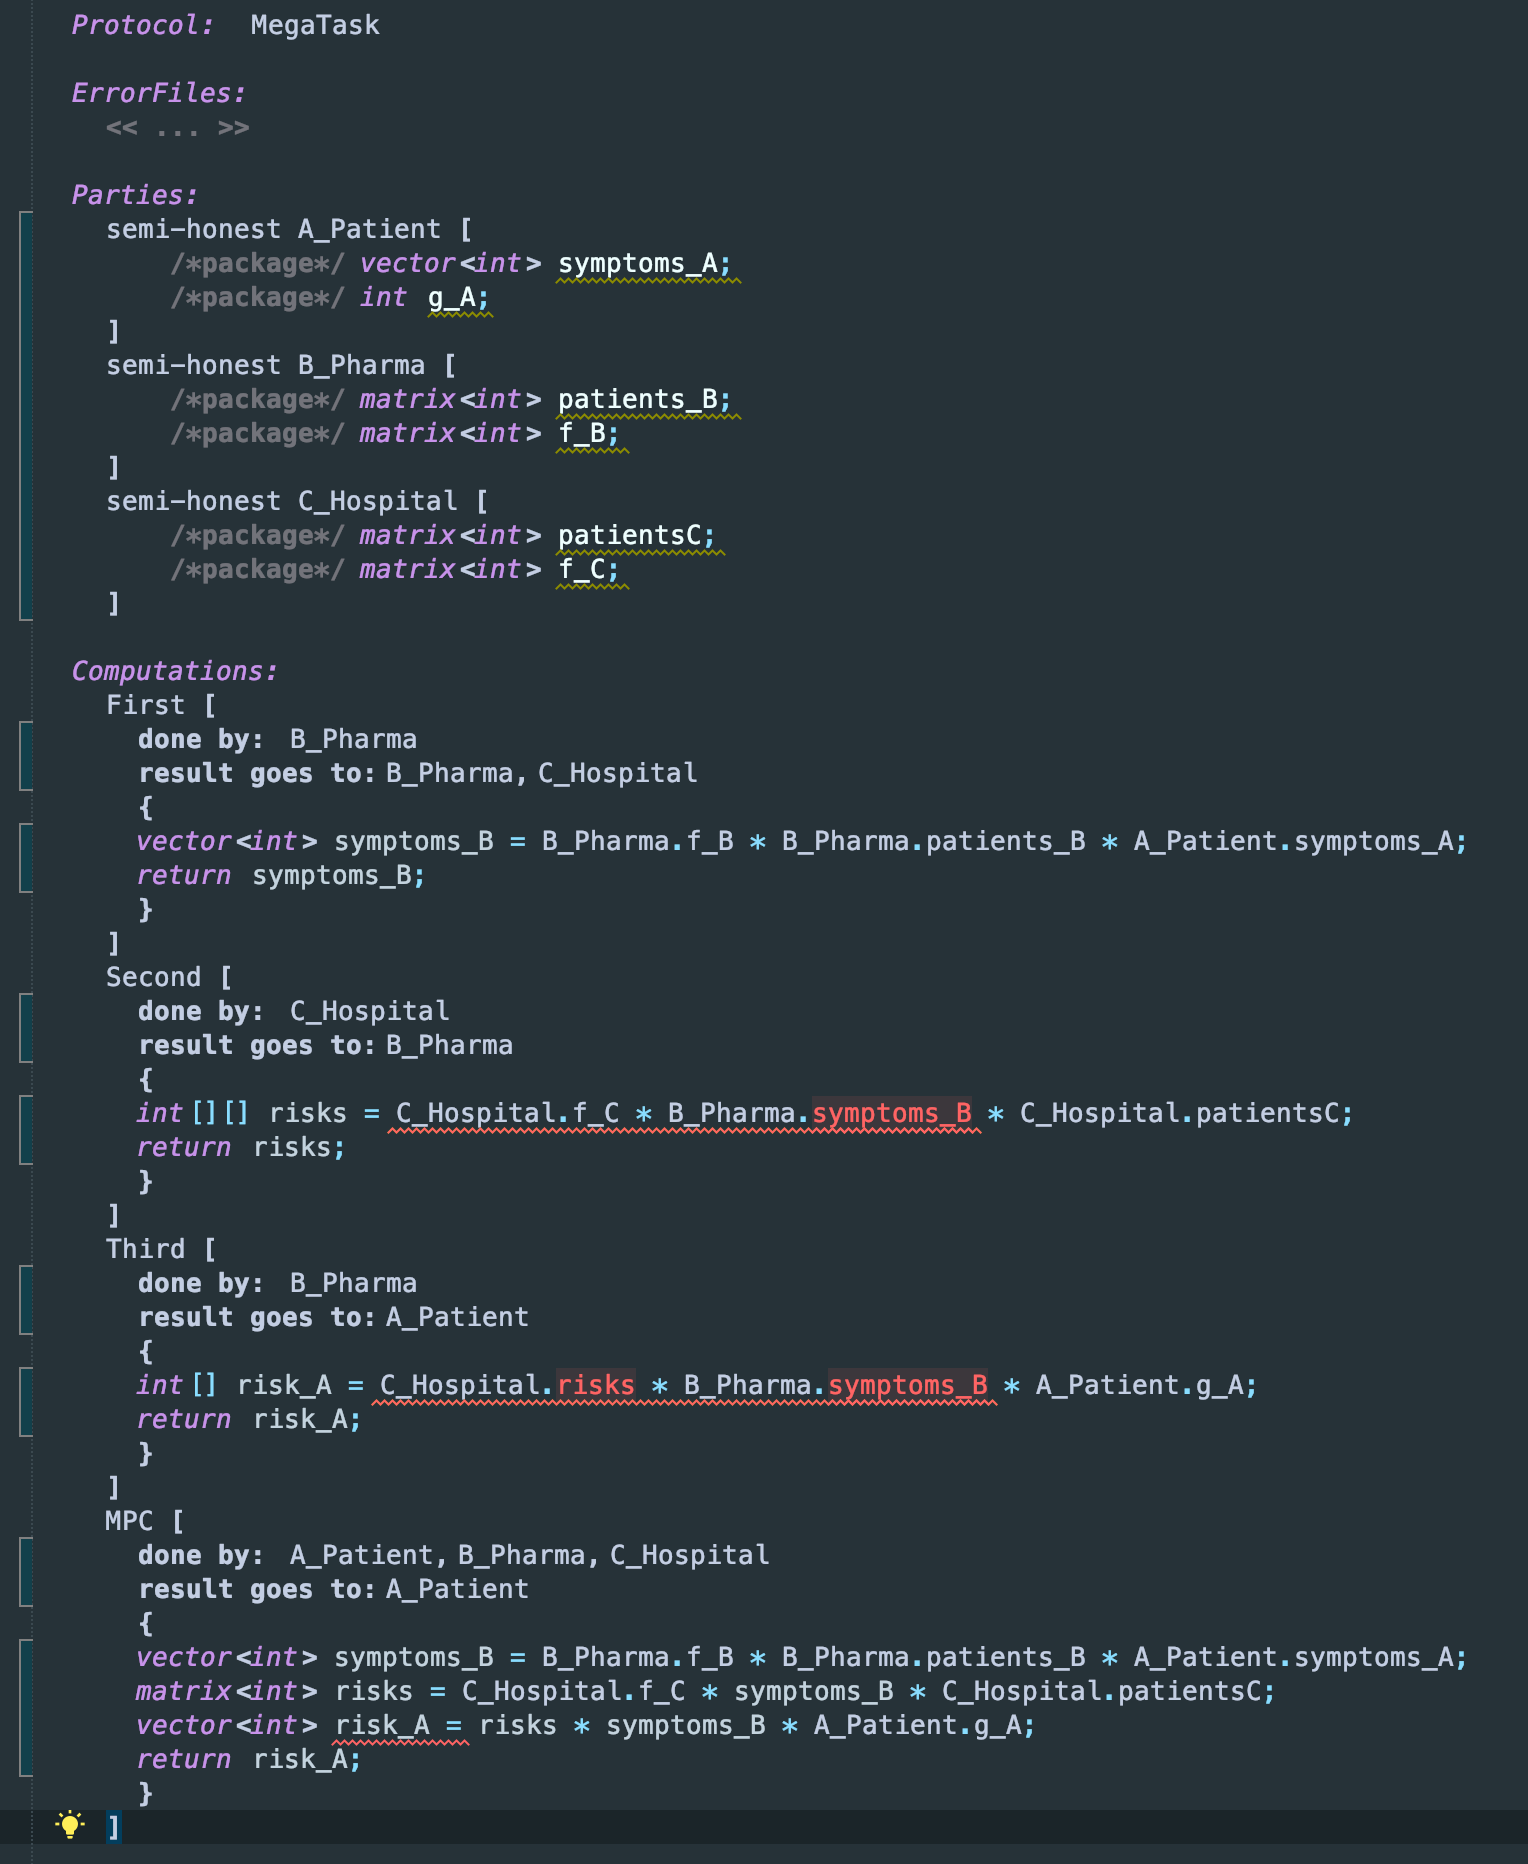 Protocol: MegaTask
ErrorFiles:
<< ... >>
Parties:
semi-honest A_Patient [
/*package*/ vector<int> symptoms_A;
/*package*/ int g_A;
]
semi-honest B_Pharma [
/*package*/ matrix<int> patients_B;
/*package*/ matrix<int> f_B;
]
semi-honest C_Hospital [
/*package*/ matrix<int> patientsC;
/*package*/ matrix<int> f_C;
]
Computations:
First [
done by: B_Pharma
result goes to: B_Pharma, C_Hospital
{
vector<int> symptoms_B = B_Pharma.f_B * B_Pharma.patients_B * A_Patient.symptoms_A;
return symptoms_B;
}
]
Second [
done by: C_Hospital
result goes to: B_Pharma
{
int[][] risks = C_Hospital.f_C * B_Pharma.symptoms_B * C_Hospital.patientsC;
return risks;
}
]
Third [
done by: B_Pharma
result goes to: A_Patient
{
int[] risk_A = C_Hospital.risks * B_Pharma.symptoms_B * A_Patient.g_A;
return risk_A;
}
]
MPC [
done by: A_Patient, B_Pharma, C_Hospital
result goes to: A_Patient
{
vector<int> symptoms_B = B_Pharma.f_B * B_Pharma.patients_B * A_Patient.symptoms_A;
matrix<int> risks = C_Hospital.f_C * symptoms_B * C_Hospital.patientsC;
vector<int> risk_A = risks * symptoms_B * A_Patient.g_A;
return risk_A;
}
]